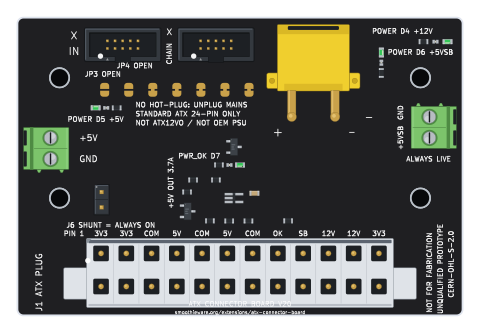 POWER D4 +12V
X
IN
X
CHAIN
POWER D6 +5VSB
JP4 OPEN
JP3 OPEN
NO HOT-PLUG: UNPLUG MAINS
STANDARD ATX 24-PIN ONLY
NOT ATX12VO / NOT OEM PSU
POWER D5 +5V
+ - -
+5V
GND
+5VSB GND
ALWAYS LIVE
PWR_OK D7
+5V OUT 3.7A
J6 SHUNT = ALWAYS ON
PIN 1 3V3 3V3 COM 5V COM 5V COM OK SB 12V 12V 3V3
J1 ATX PLUG
NOT FOR FABRICATION
UNQUALIFIED PROTOTYPE
CERN-OHL-S-2.0
ATX CONNECTOR BOARD V20
smoothieware.org/extensions/atx-connector-board